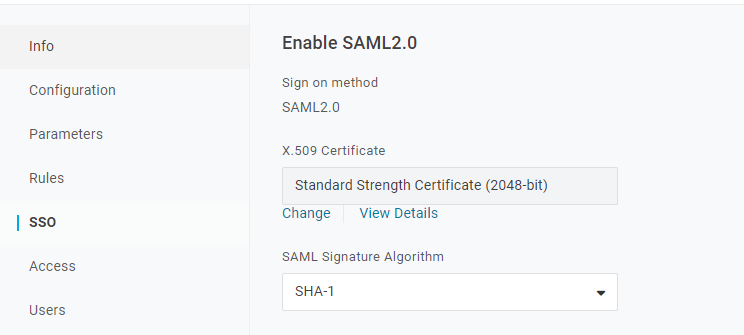 Info
Configuration
Parameters
Rules
SSO
Access
Users
Enable SAML2.0
Sign on method
SAML2.0
X.509 Certificate
Standard Strength Certificate (2048-bit)
Change View Details
SAML Signature Algorithm
SHA-1